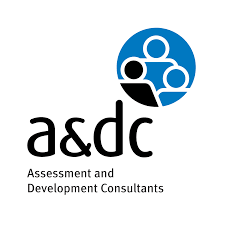 a&dc
Assessment and
Development Consultants